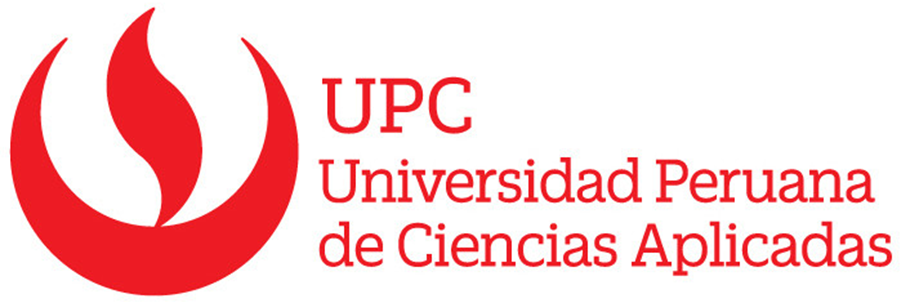 UPC
Universidad Peruana
de Ciencias Aplicadas